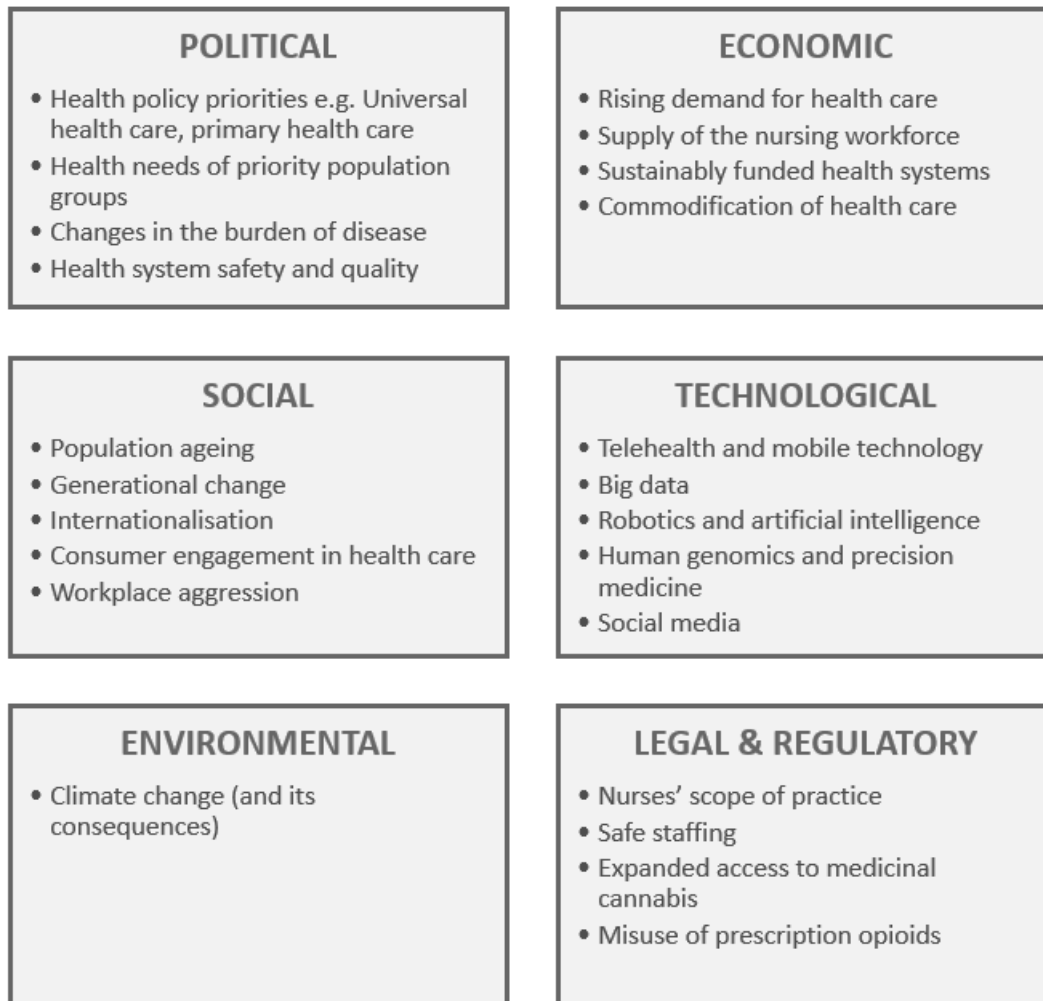 POLITICAL
• Health policy priorities e.g. Universal
health care, primary health care
• Health needs of priority population
groups
• Changes in the burden of disease
• Health system safety and quality
ECONOMIC
• Rising demand for health care
• Supply of the nursing workforce
• Sustainably funded health systems
• Commodification of health care
SOCIAL
• Population ageing
• Generational change
• Internationalisation
• Consumer engagement in health care
• Workplace aggression
TECHNOLOGICAL
• Telehealth and mobile technology
• Big data
• Robotics and artificial intelligence
• Human genomics and precision
medicine
• Social media
ENVIRONMENTAL
• Climate change (and its
consequences)
LEGAL & REGULATORY
• Nurses’ scope of practice
• Safe staffing
• Expanded access to medicinal
cannabis
• Misuse of prescription opioids